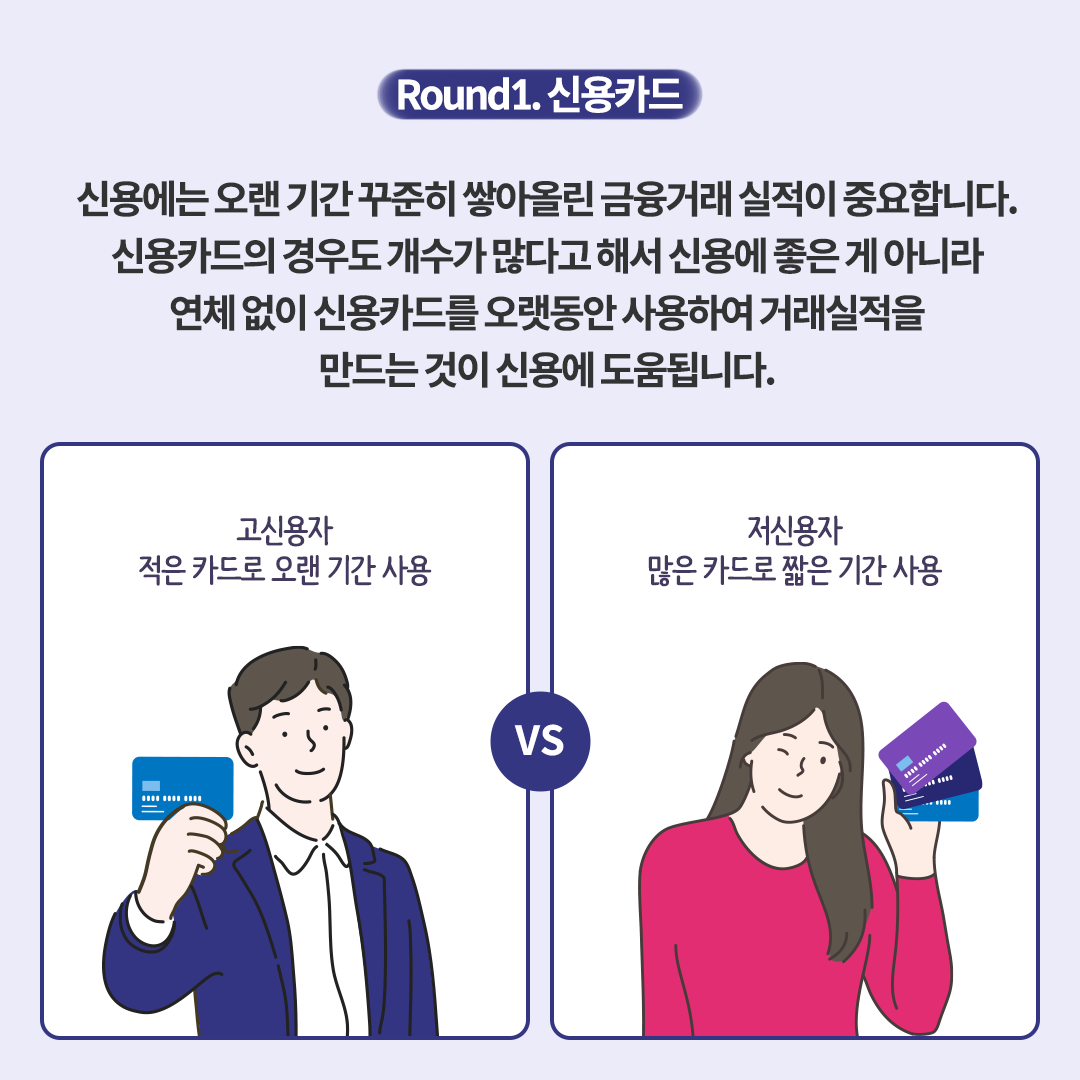 Round1. 신용카드
신용에는 오랜 기간 꾸준히 쌓아올린 금융거래 실적이 중요합니다.
신용카드의 경우도 개수가 많다고 해서 신용에 좋은 게 아니라
연체 없이 신용카드를 오랫동안 사용하여 거래실적을
만드는 것이 신용에 도움됩니다.
고신용자
적은 카드로 오랜 기간 사용
VS
저신용자
많은 카드로 짧은 기간 사용